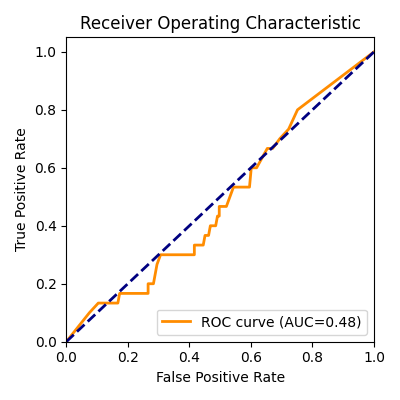 Receiver Operating Characteristic
True Positive Rate
1.0
0.8
0.6
0.4
0.2
0.0
ROC curve (AUC=0.48)
0.0 0.2 0.4 0.6 0.8 1.0
False Positive Rate